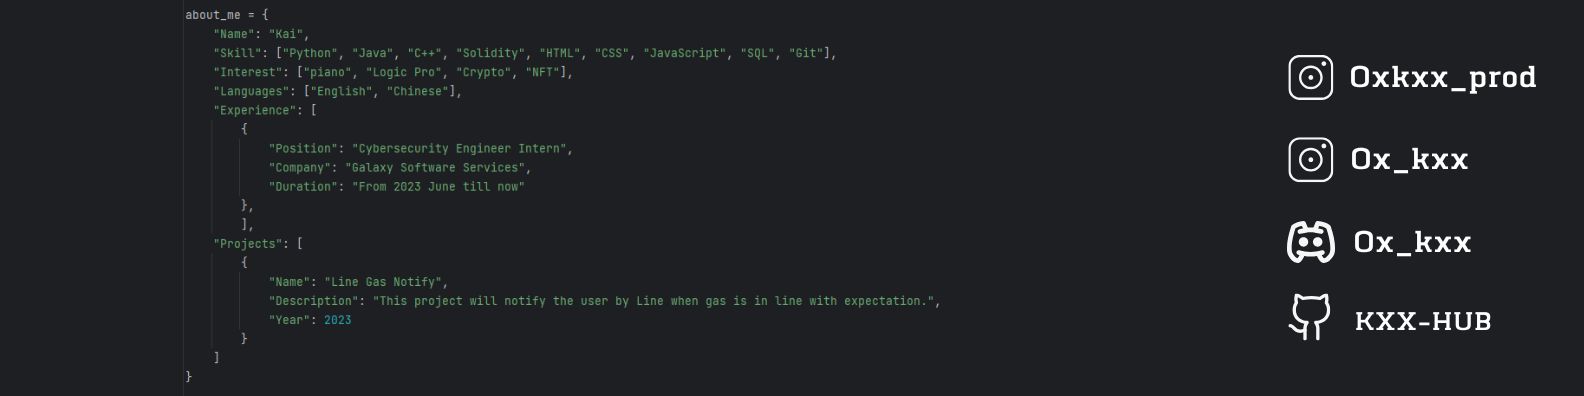 about_me = {
"Name": "Kai",
"Skill": ["Python", "Java", "C++", "Solidity", "HTML", "CSS", "JavaScript", "SQL", "Git"],
"Interest": ["piano", "Logic Pro", "Crypto", "NFT"],
"Languages": ["English", "Chinese"],
"Experience": [
{
"Position": "Cybersecurity Engineer Intern",
"Company": "Galaxy Software Services",
"Duration": "From 2023 June till now"
},
],
"Projects": [
{
"Name": "Line Gas Notify",
"Description": "This project will notify the user by Line when gas is in line with expectation.",
"Year": 2023
}
]
}
0xkxx_prod
0x_kxx
0x_kxx
KXX-HUB